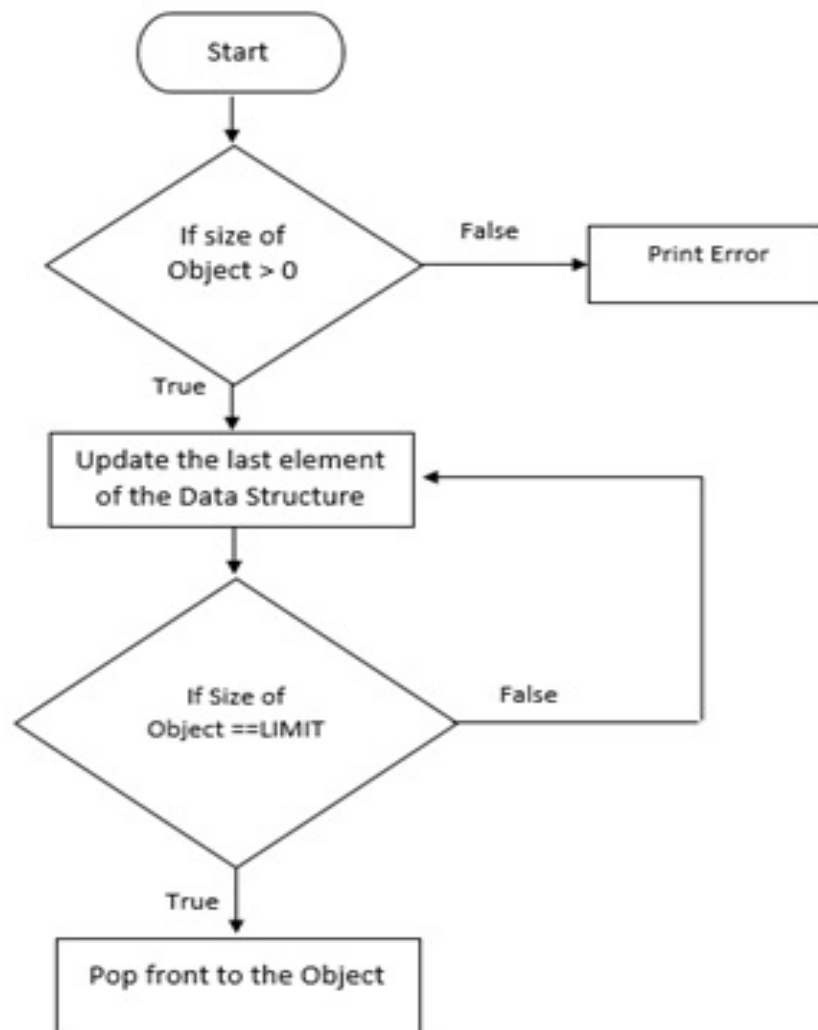 Start
If size of
Object > 0
False
Print Error
True
Update the last element
of the Data Structure
If Size of
Object ==LIMIT
False
True
Pop front to the Object